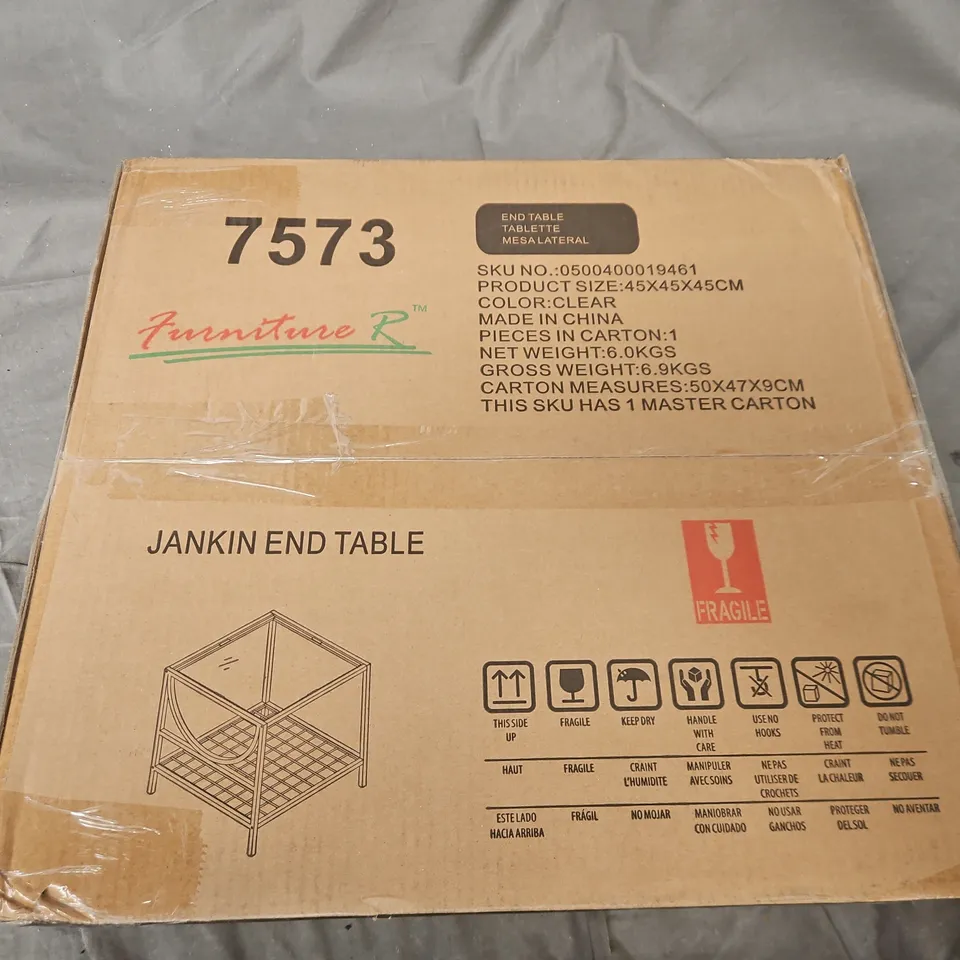 7573
Furniture R™
END TABLE
TABLETTE
MESA LATERAL
SKU NO.:0500400019461
PRODUCT SIZE:45X45X45CM
COLOR:CLEAR
MADE IN CHINA
PIECES IN CARTON:1
NET WEIGHT:6.0KGS
GROSS WEIGHT:6.9KGS
CARTON MEASURES:50X47X9CM
THIS SKU HAS 1 MASTER CARTON
JANKIN END TABLE
FRAGILE
THIS SIDE UP
FRAGILE
KEEP DRY
HANDLE WITH CARE
USE NO HOOKS
PROTECT FROM HEAT
DO NOT TUMBLE
HAUT
FRAGILE
CRAINT L'HUMIDITE
MANIPULER AVEC SOINS
NE PAS UTILISER DE CROCHETS
CRAINT LA CHALEUR
NE PAS SECOUER
ESTE LADO HACIA ARRIBA
FRÁGIL
NO MOJAR
MANIOBRAR CON CUIDADO
NO USAR GANCHOS
PROTEGER DEL SOL
NO AVENTAR